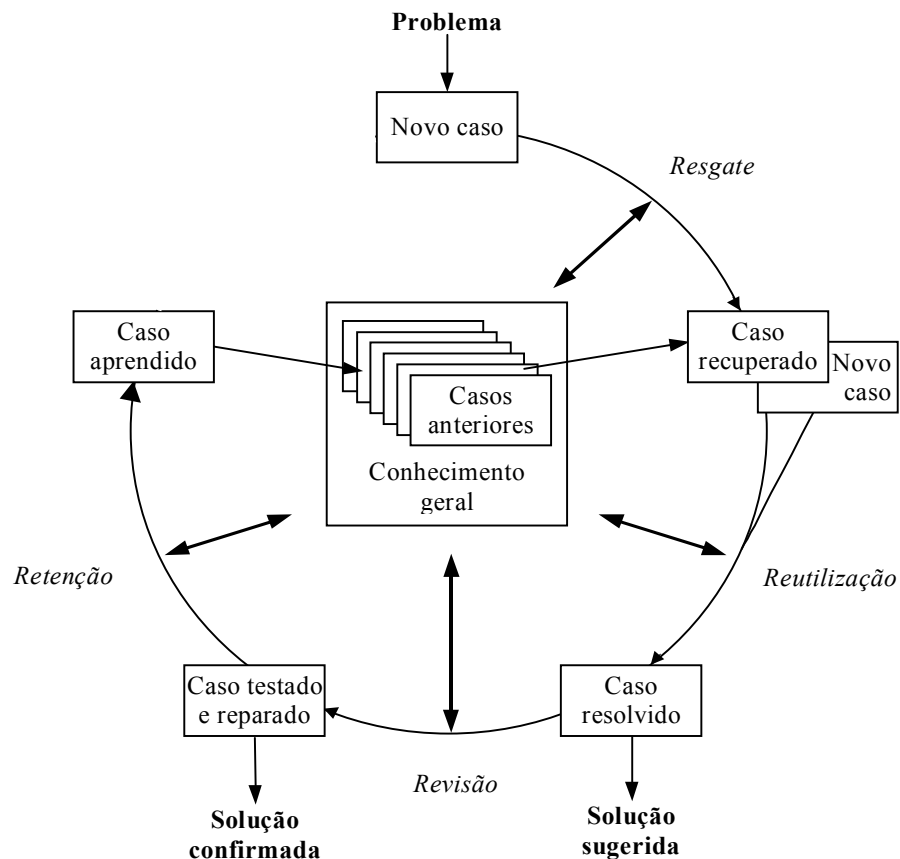 Problema
Novo caso
Resgate
Caso
recuperado
Novo
caso
Caso
aprendido
Casos
anteriores
Conhecimento
geral
Retenção
Reutilização
Caso testado
e reparado
Caso
resolvido
Revisão
Solução
confirmada
Solução
sugerida